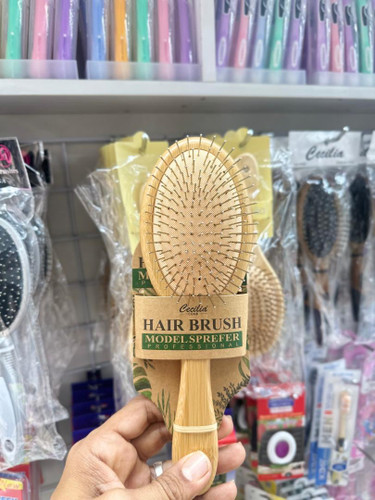 Cecilia
Cecilia
HAIR BRUSH
MODELSPREFER
PROFESSIONAL